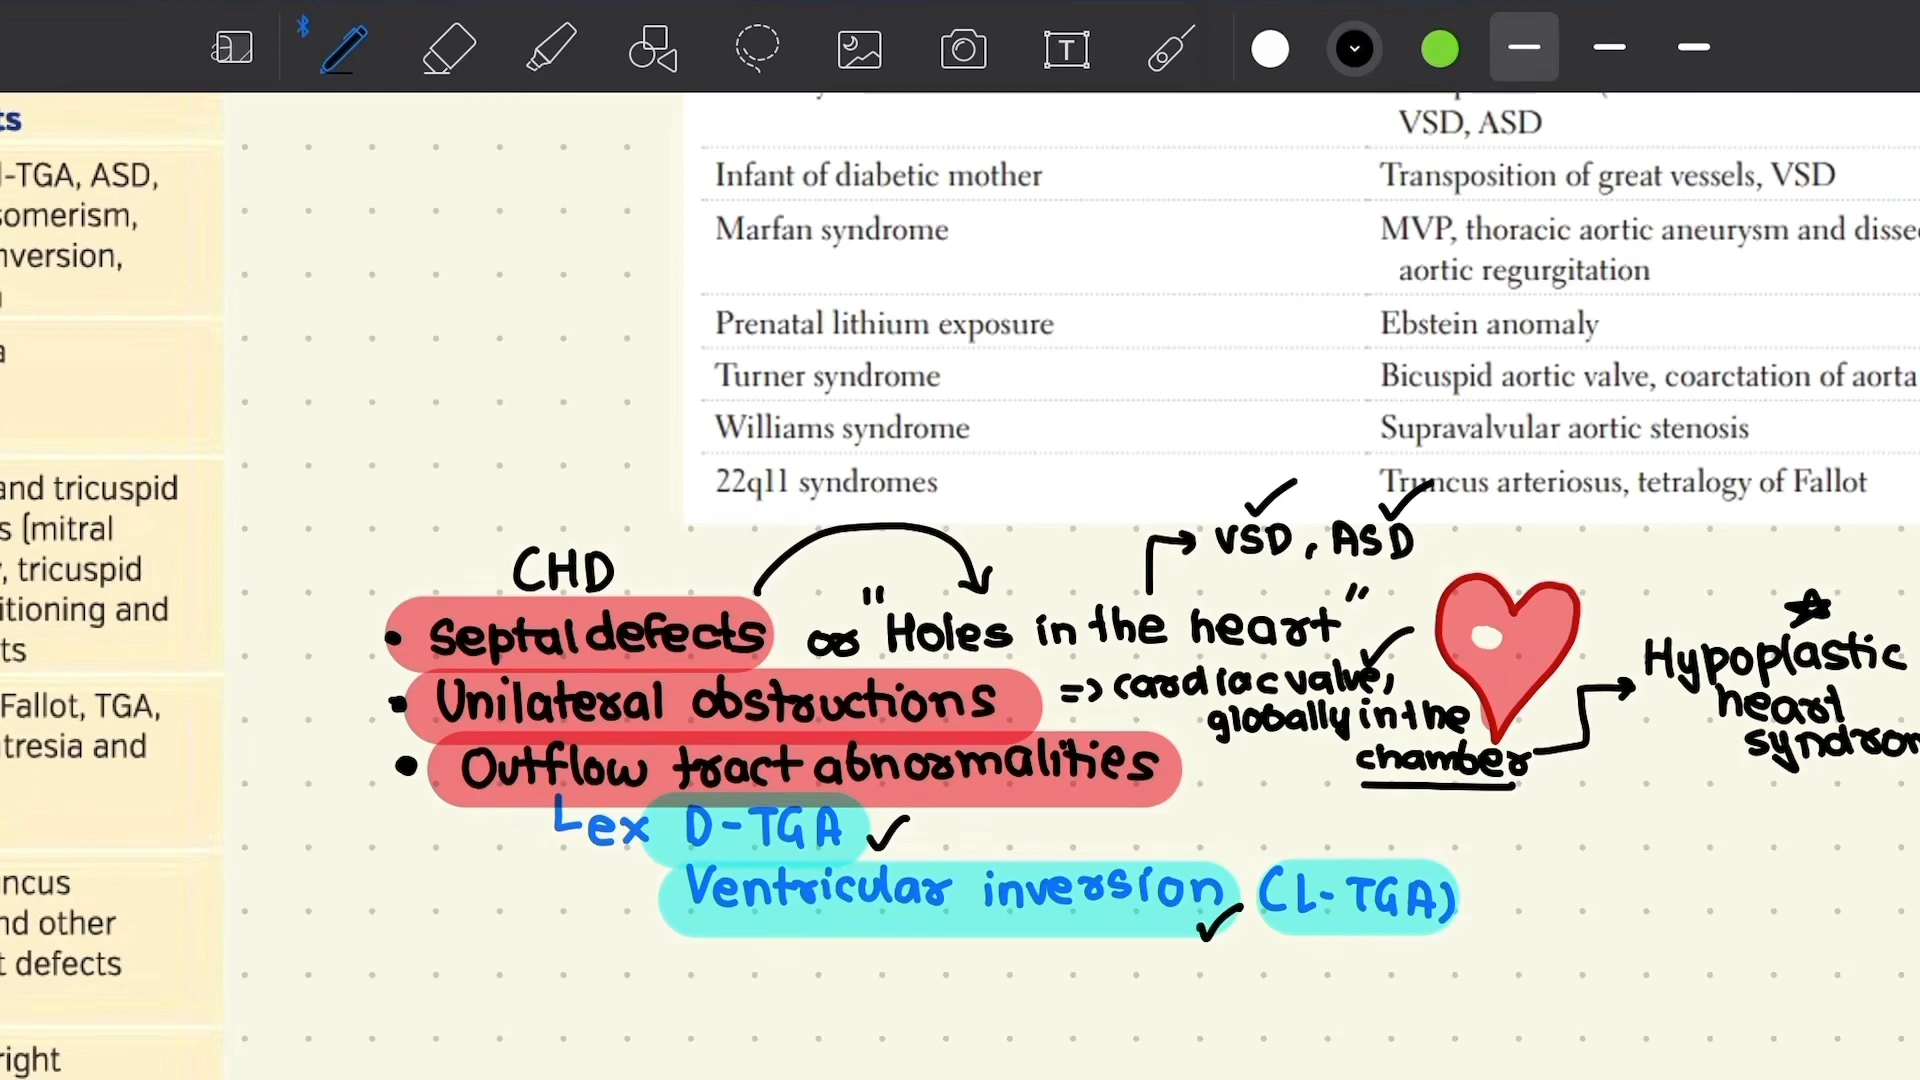 ts
l-TGA, ASD,
somerism,
nversion,
a
and tricuspid
s (mitral
, tricuspid
itioning and
ts
Fallot, TGA,
tresia and
uncus
nd other
t defects
right
VSD, ASD
Infant of diabetic mother Transposition of great vessels, VSD
Marfan syndrome MVP, thoracic aortic aneurysm and disse
aortic regurgitation
Prenatal lithium exposure Ebstein anomaly
Turner syndrome Bicuspid aortic valve, coarctation of aorta
Williams syndrome Supravalvular aortic stenosis
22q11 syndromes Truncus arteriosus, tetralogy of Fallot
VSD, ASD
CHD
• Septal defects or "Holes in the heart"
• Unilateral obstructions => cardiac valve,
globally in the
chamber
Hypoplastic
heart
syndrom
• Outflow tract abnormalities
ex D-TGA
Ventricular inversion (L-TGA)